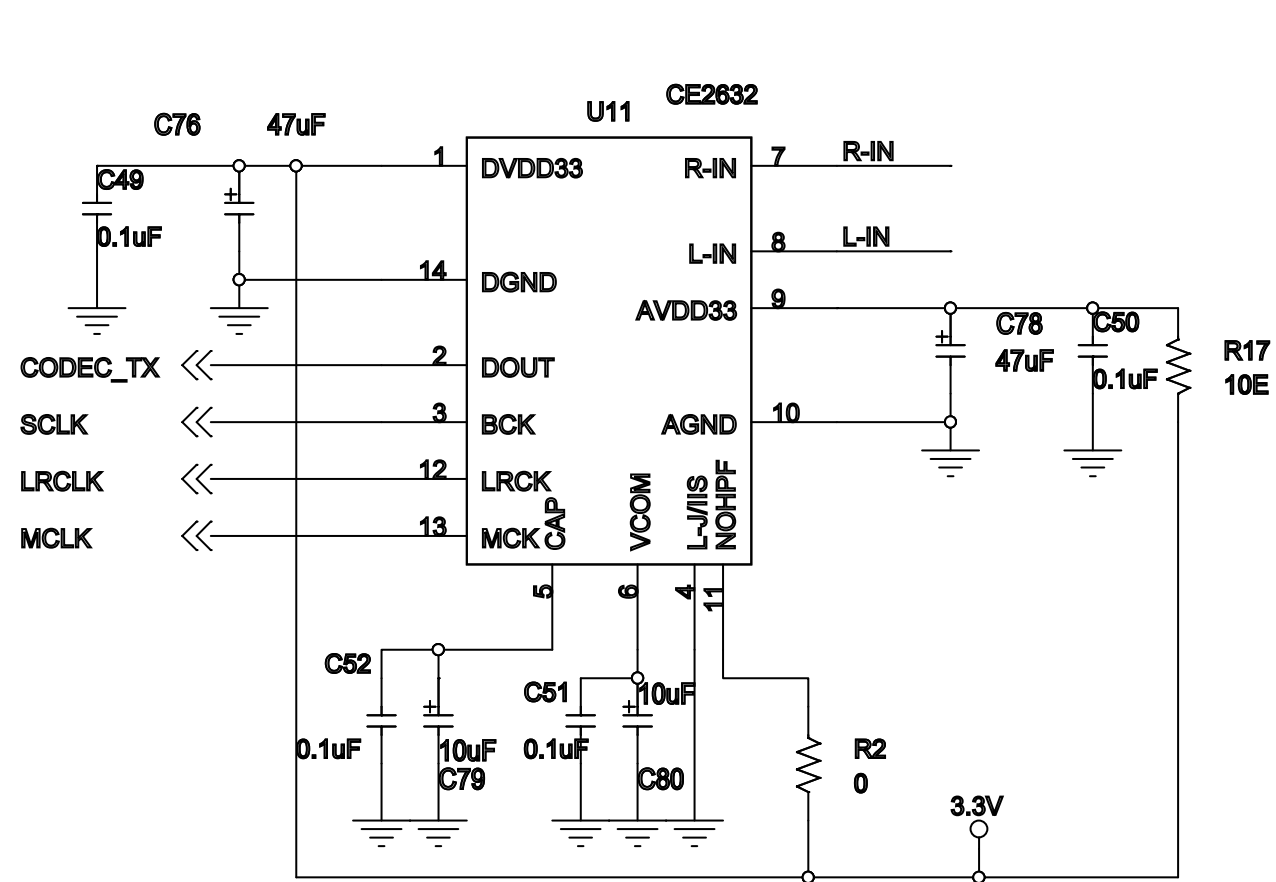 CE2632
U11
C76 47uF
1 DVDD33 R-IN 7 R-IN
C49
+
0.1uF
L-IN 8 L-IN
14 DGND
AVDD33 9
C78 C50
+
47uF
0.1uF
R17
10E
CODEC_TX 2 DOUT
SCLK 3 BCK AGND 10
LRCLK 12 LRCK
MCLK 13 MCK
CAP
VCOM
L-J/IIS
NOHPF
5 6 4 11
C52
C51 10uF
+ +
0.1uF 10uF 0.1uF
C79 C80
R2
0
3.3V